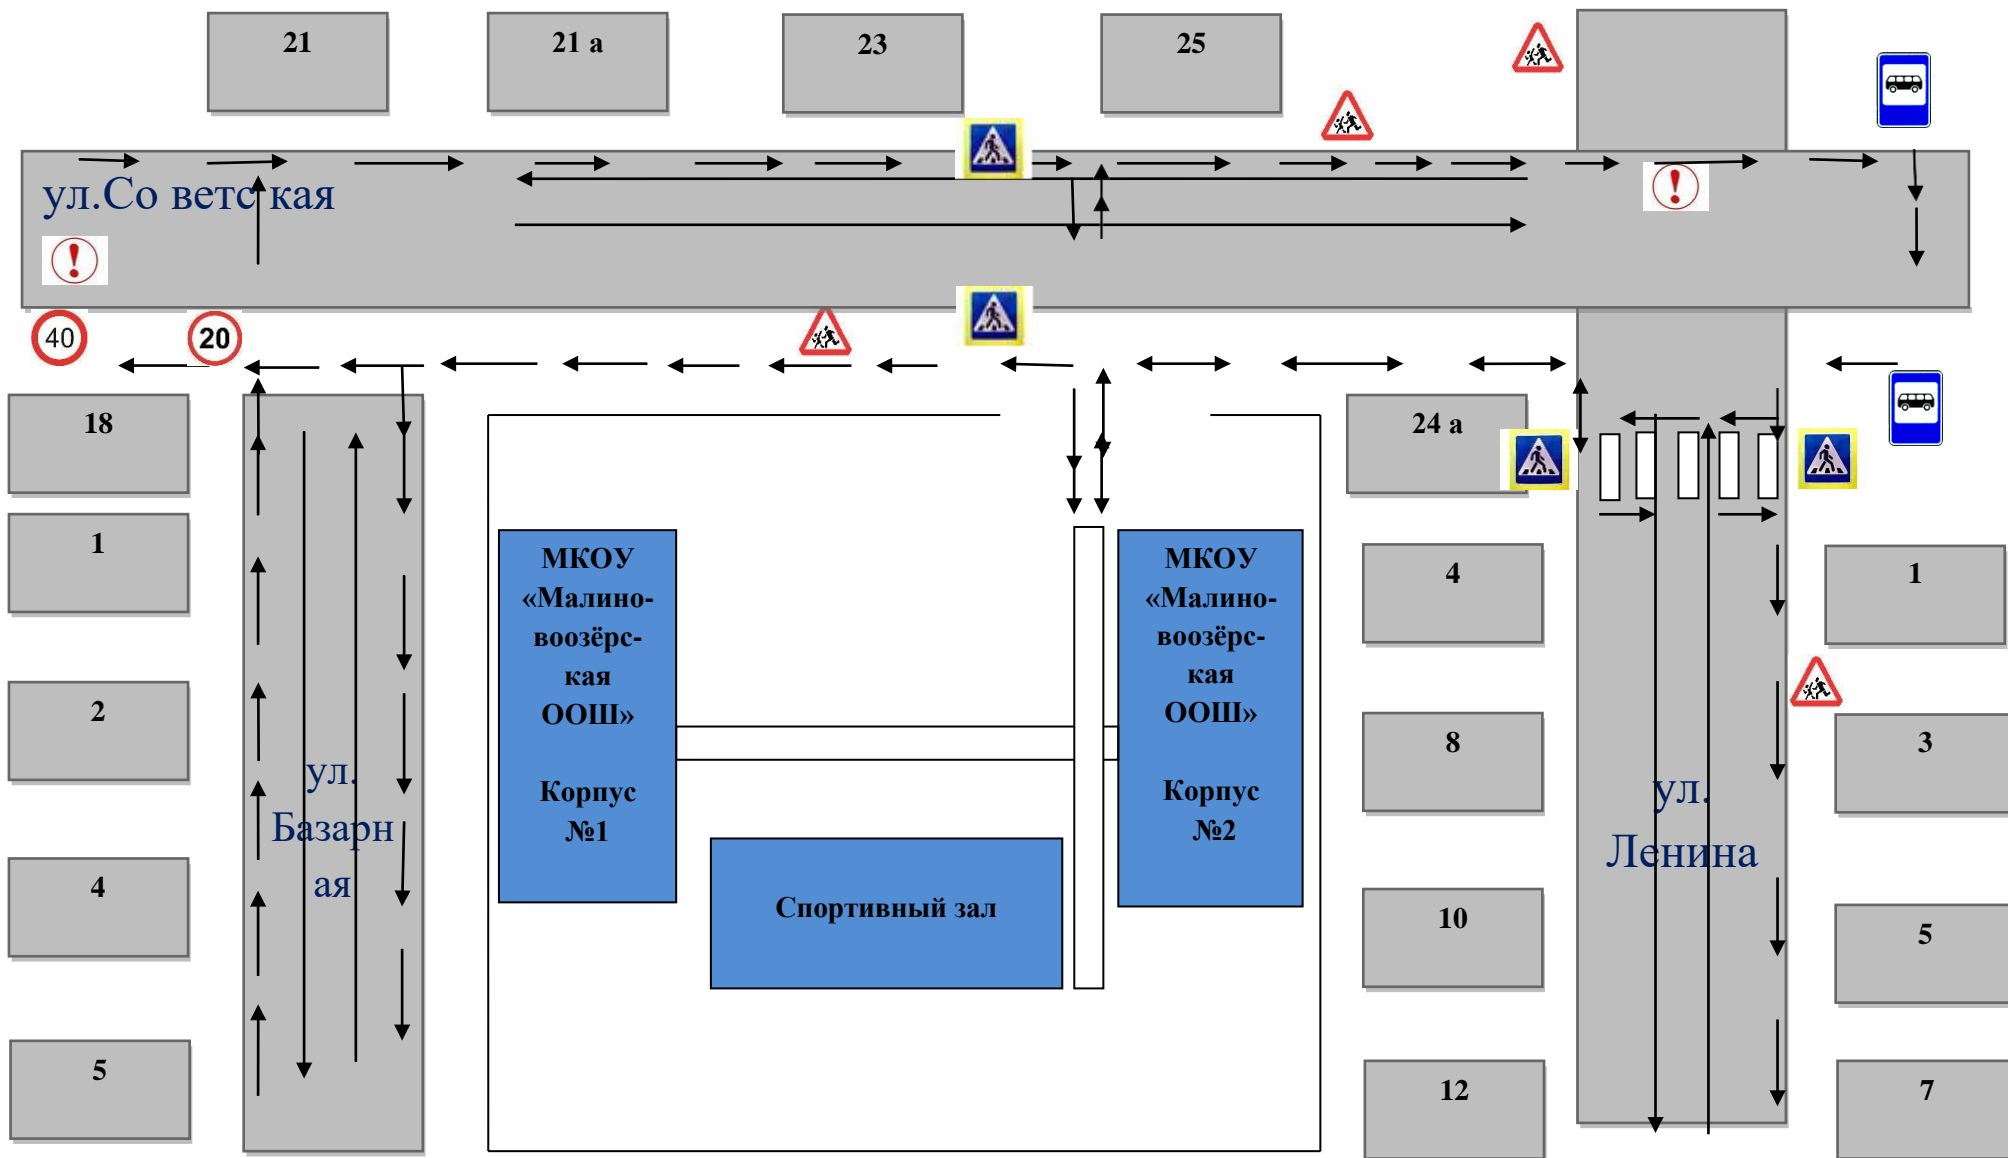 21
21 а
23
25
ул.Со ветс кая
40
20
18
24 а
1
МКОУ
«Малино-
воозёрс-
кая
ООШ»
Корпус
№1
МКОУ
«Малино-
воозёрс-
кая
ООШ»
Корпус
№2
4
1
2
8
3
ул.
Базарн
ая
ул.
Ленина
4
Спортивный зал
10
5
5
12
7